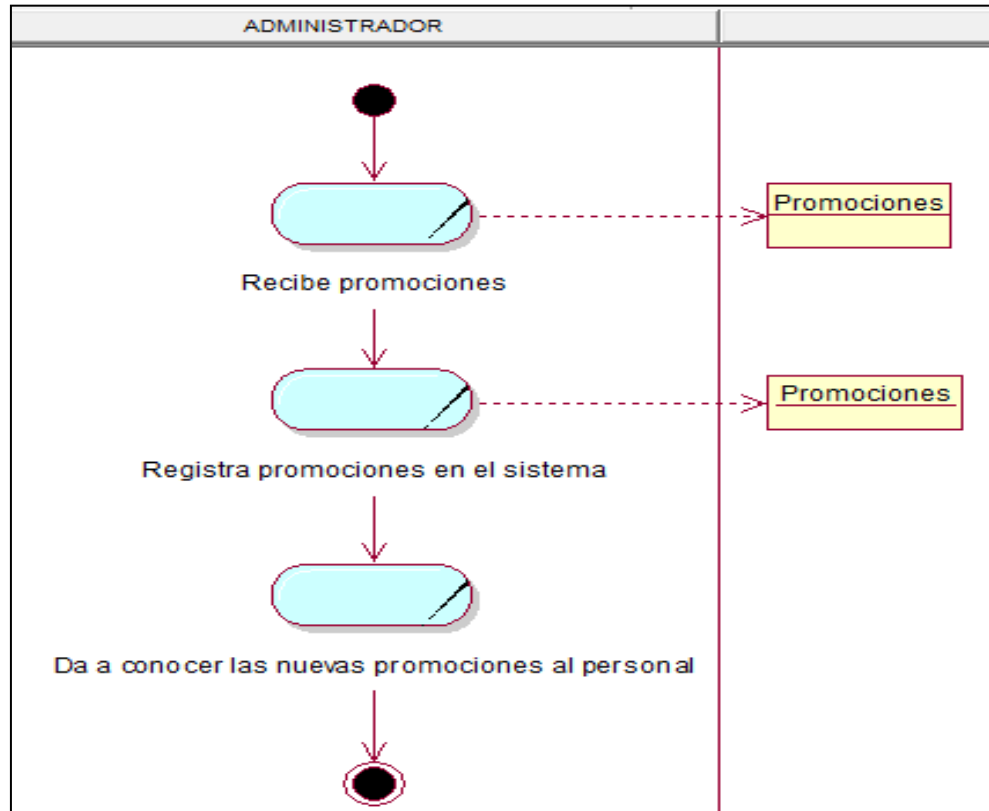 ADMINISTRADOR
Promociones
Recibe promociones
Promociones
Registra promociones en el sistema
Da a conocer las nuevas promociones al personal